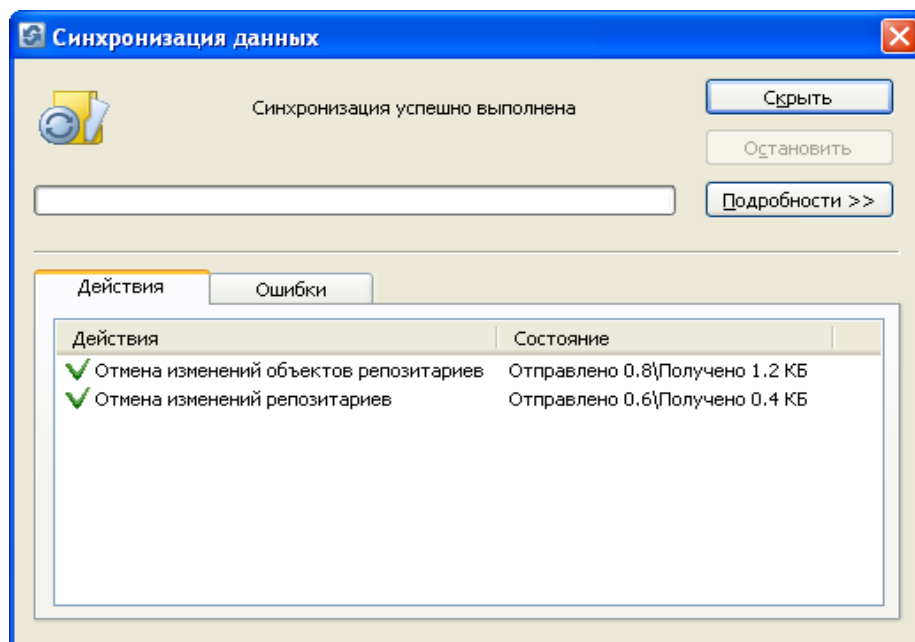 Синхронизация данных
Синхронизация успешно выполнена
Скрыть
Остановить
Подробности >>
Действия Ошибки
Действия Состояние
Отмена изменений объектов репозитариев Отправлено 0.8\Получено 1.2 КБ
Отмена изменений репозитариев Отправлено 0.6\Получено 0.4 КБ